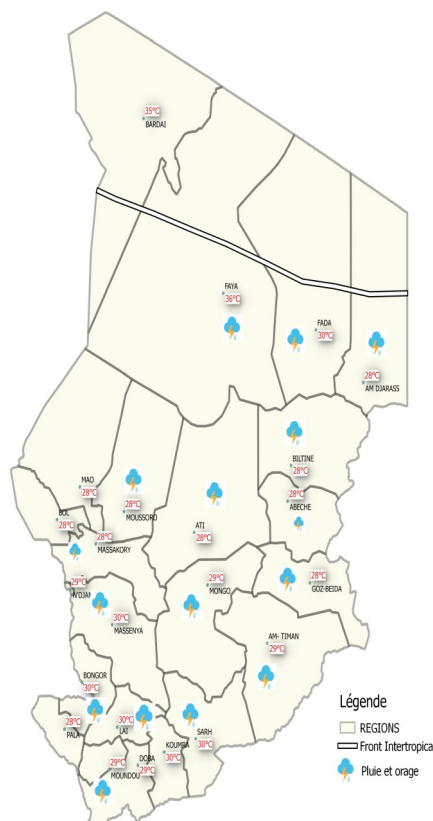 35°C
BARDAI
FAYA
36°C
FADA
30°C
28°C
AM DJARASS
BILTINE
28°C
MAO
28°C
28°C
MOUSSORO
28°C
ABECHE
BOL
28°C
ATI
28°C
28°C
MASSAKORY
29°C
N'DJAM
29°C
MONGO
28°C
GOZ-BEIDA
30°C
MASSENYA
AM- TIMAN
29°C
BONGOR
30°C
28°C
PALA
30°C
LAI
SARH
30°C
KOUMRA
30°C
29°C
MOUNDOU
DOBA
29°C
Légende
REGIONS
Front Intertropica
Pluie et orage